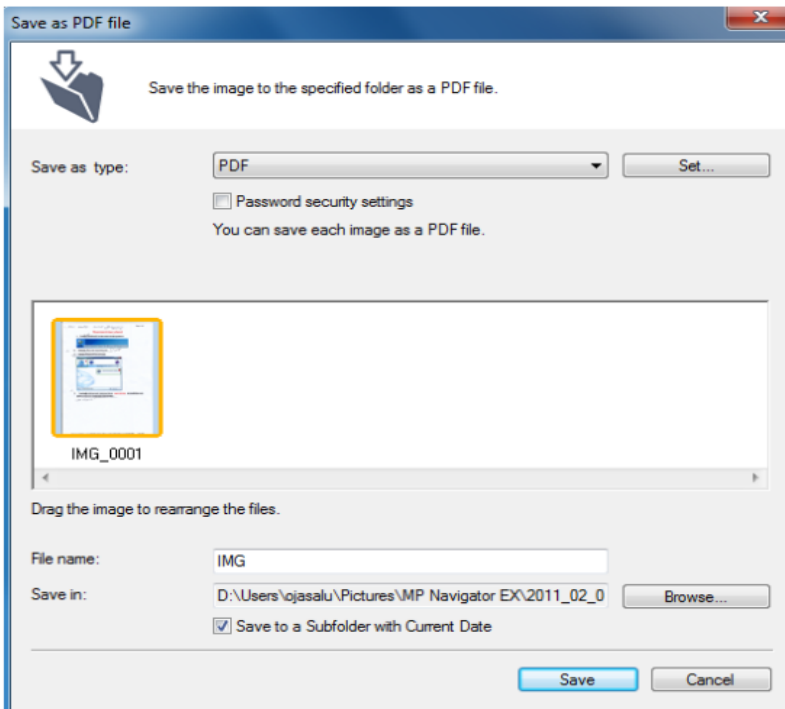 Save as PDF file
Save the image to the specified folder as a PDF file.
Save as type: PDF Set...
Password security settings
You can save each image as a PDF file.
IMG_0001
Drag the image to rearrange the files.
File name: IMG
Save in: D:\Users\ojasalu\Pictures\MP Navigator EX\2011_02_0 Browse...
Save to a Subfolder with Current Date
Save Cancel